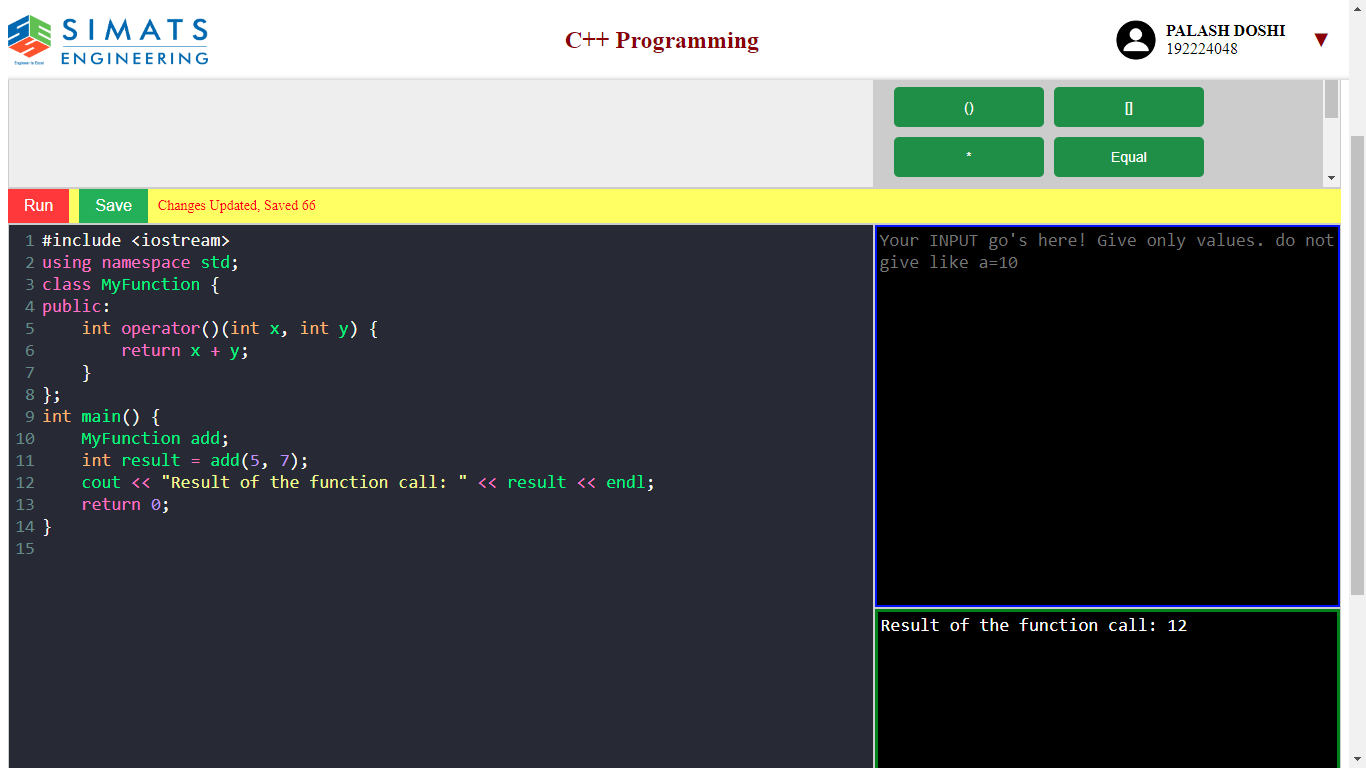 SIMATS
ENGINEERING
Engineer to Excel
C++ Programming
PALASH DOSHI
192224048
▼
() []
* Equal
Run Save Changes Updated, Saved 66
1 #include <iostream>
2 using namespace std;
3 class MyFunction {
4 public:
5     int operator()(int x, int y) {
6         return x + y;
7     }
8 };
9 int main() {
10     MyFunction add;
11     int result = add(5, 7);
12     cout << "Result of the function call: " << result << endl;
13     return 0;
14 }
15
Your INPUT go's here! Give only values. do not
give like a=10
Result of the function call: 12